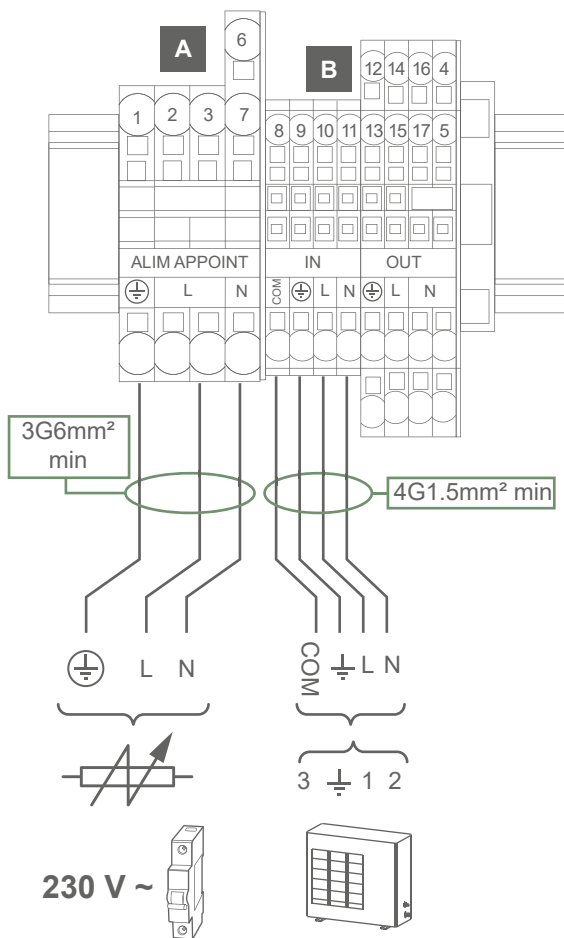 6
A
B
12 14 16 4
1 2 3 7
8 9 10 11 13 15 17 5
ALIM APPOINT IN OUT
L N COM L N L N
3G6mm²
min
4G1.5mm² min
L N COM L N
3 1 2
230 V ~